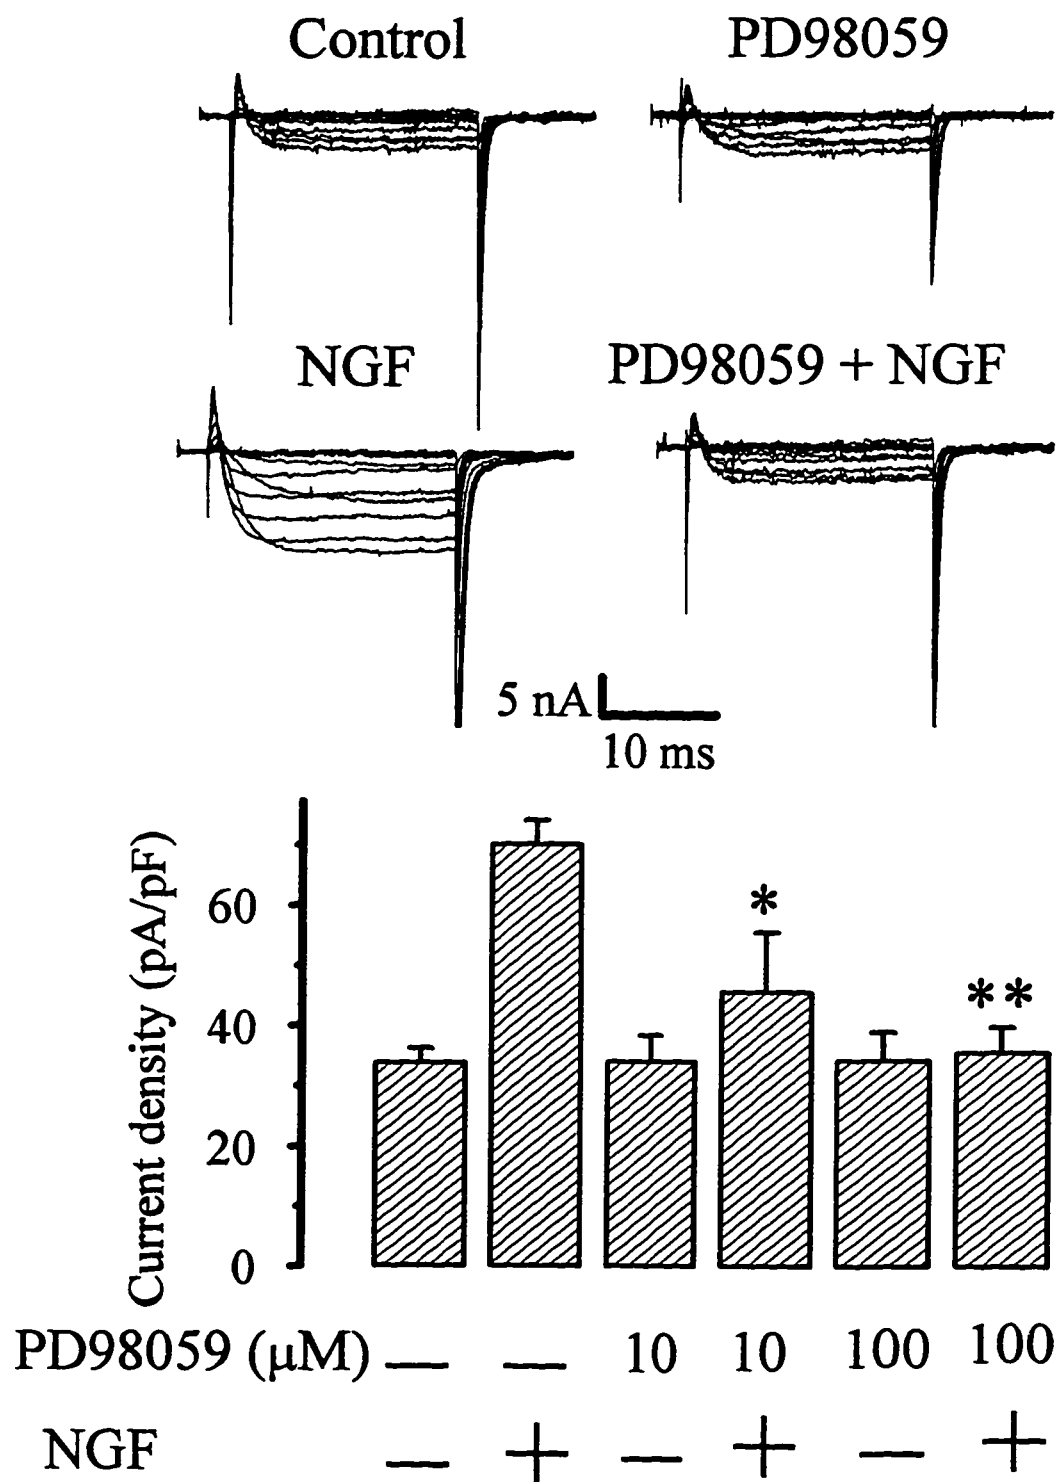 Control PD98059
NGF PD98059 + NGF
5 nA
10 ms
Current density (pA/pF)
60
40
20
0
*
**
PD98059 (μM) — — 10 10 100 100
NGF — + — + — +